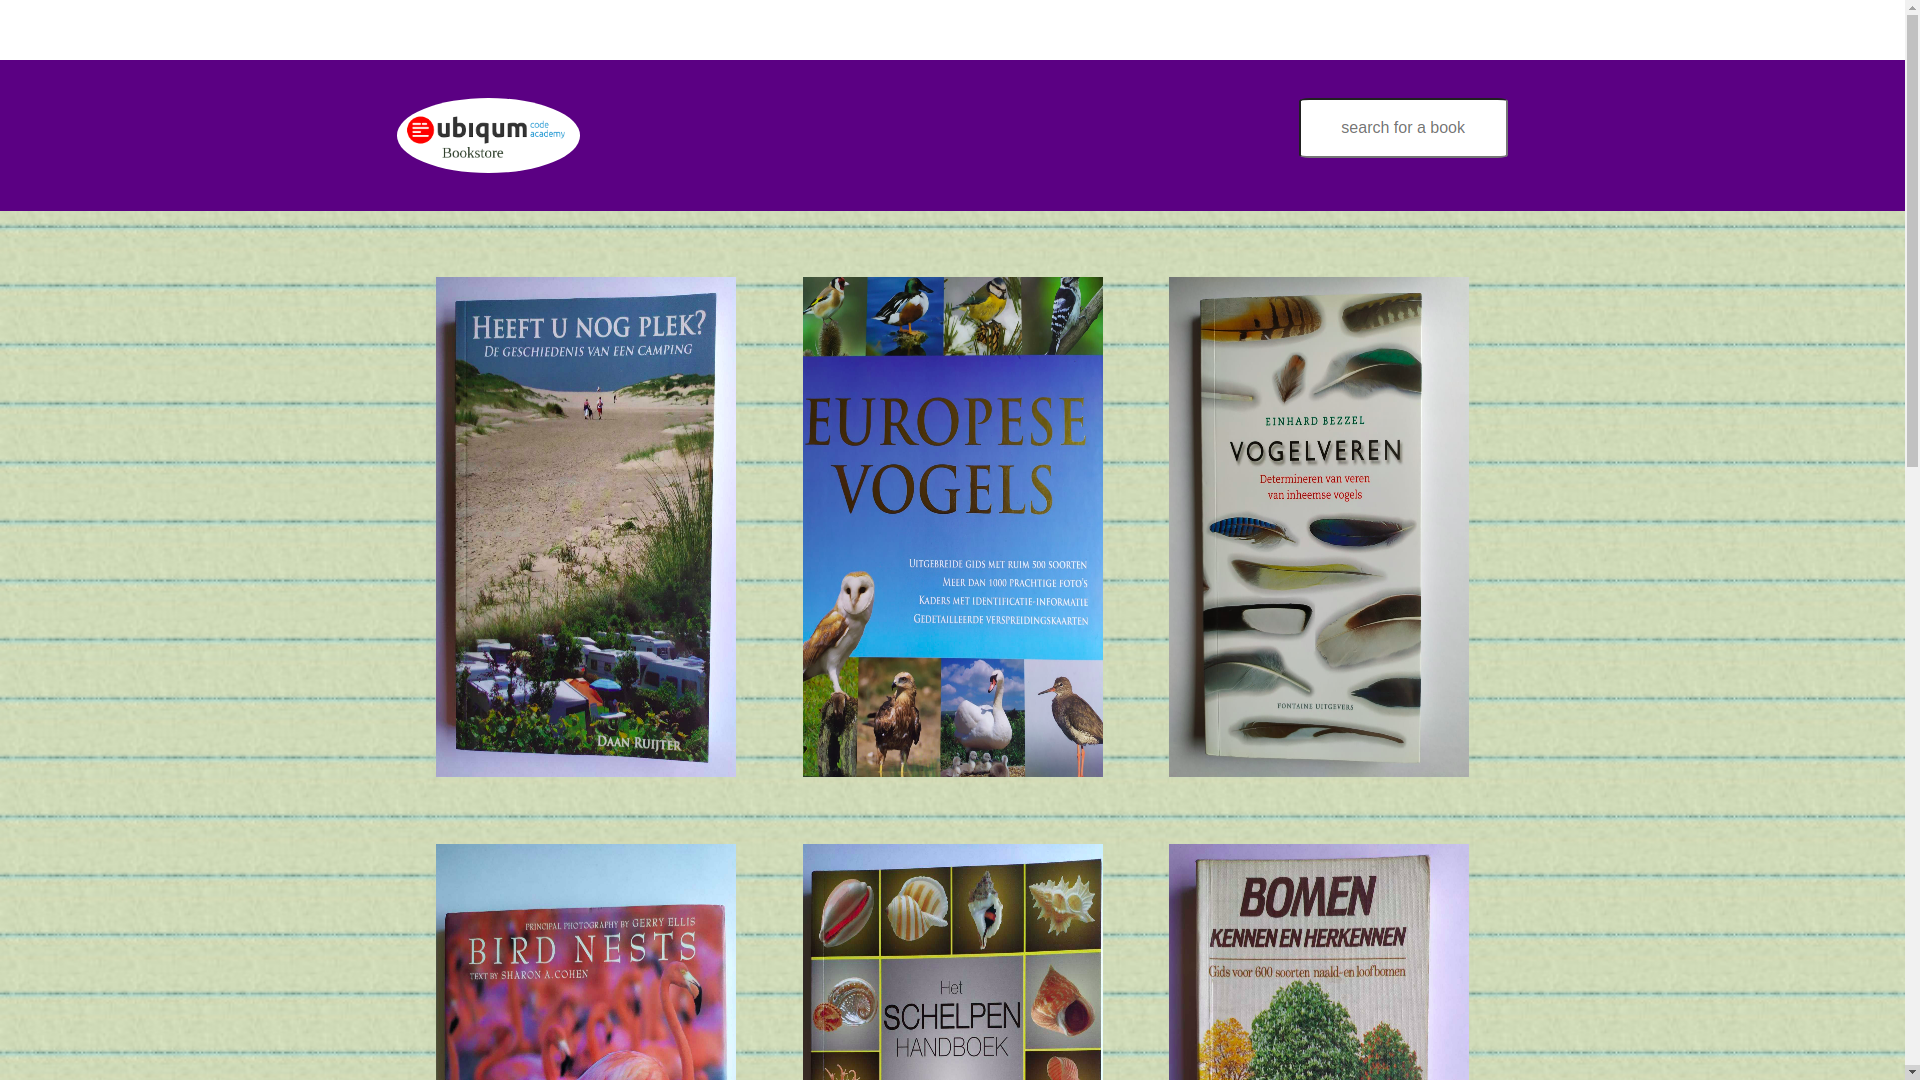 ubiqum code academy
Bookstore
search for a book
HEEFT U NOG PLEK?
DE GESCHIEDENIS VAN EEN CAMPING
DAAN RUIJTER
EUROPESE
VOGELS
UITGEBREIDE GIDS MET RUIM 500 SOORTEN
MEER DAN 1000 PRACHTIGE FOTO'S
KADERS MET IDENTIFICATIE-INFORMATIE
GEDETAILLEERDE VERSPREIDINGSKAARTEN
EINHARD BEZZEL
VOGELVEREN
Determineren van veren
van inheemse vogels
FONTAINE UITGEVERS
PRINCIPAL PHOTOGRAPHY BY GERRY ELLIS
BIRD NESTS
TEXT BY SHARON A. COHEN
Het
SCHELPEN
HANDBOEK
BOMEN
KENNEN EN HERKENNEN
Gids voor 600 soorten naald- en loofbomen